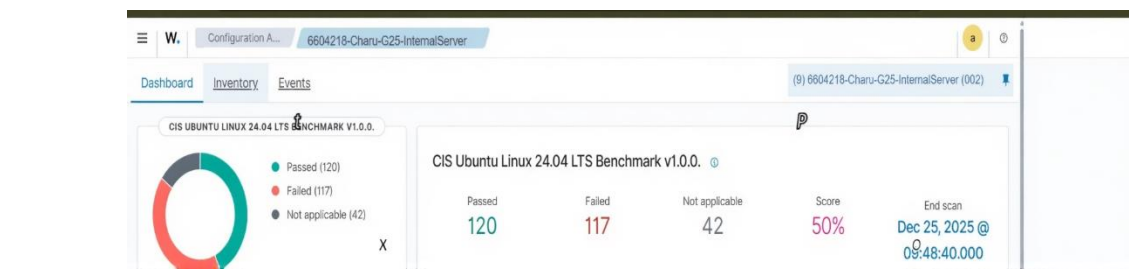 W. Configuration A... 6604218-Charu-G25-InternalServer a
Dashboard Inventory Events (9) 6604218-Charu-G25-InternalServer (002)
CIS UBUNTU LINUX 24.04 LTS BENCHMARK V1.0.0.
t
P
Passed (120)
Failed (117)
Not applicable (42)
X
CIS Ubuntu Linux 24.04 LTS Benchmark v1.0.0.
Passed Failed Not applicable Score End scan
120 117 42 50% Dec 25, 2025 @
09:48:40.000